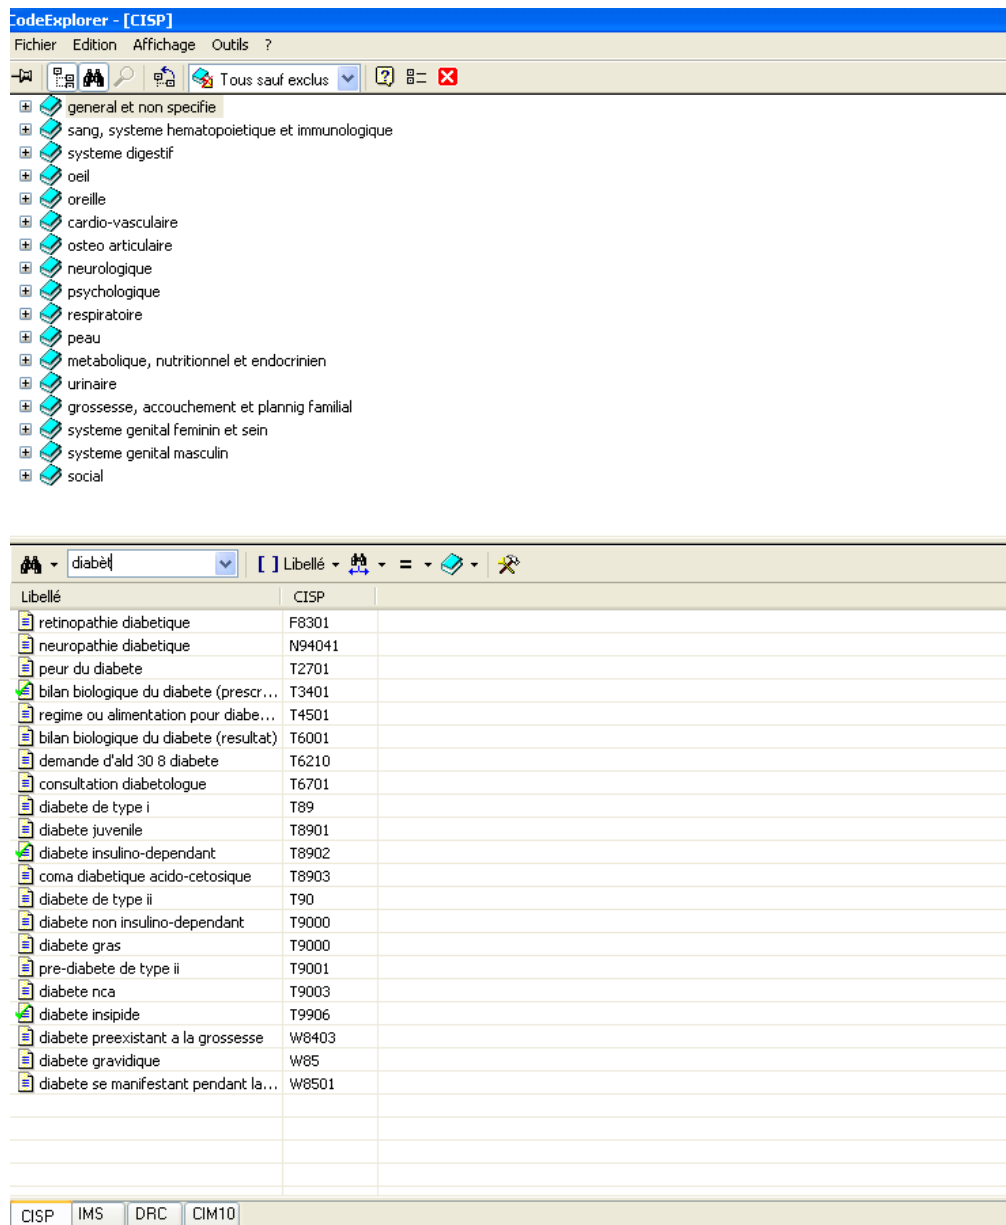 CodeExplorer - [CISP]
Fichier Edition Affichage Outils ?
Tous sauf exclus
general et non specifie
sang, systeme hematopoietique et immunologique
systeme digestif
oeil
oreille
cardio-vasculaire
osteo articulaire
neurologique
psychologique
respiratoire
peau
metabolique, nutritionnel et endocrinien
urinaire
grossesse, accouchement et plannig familial
systeme genital feminin et sein
systeme genital masculin
social
diabèt [ ] Libellé =
Libellé CISP
retinopathie diabetique F8301
neuropathie diabetique N94041
peur du diabete T2701
bilan biologique du diabete (prescr... T3401
regime ou alimentation pour diabe... T4501
bilan biologique du diabete (resultat) T6001
demande d'ald 30 8 diabete T6210
consultation diabetologue T6701
diabete de type i T89
diabete juvenile T8901
diabete insulino-dependant T8902
coma diabetique acido-cetosique T8903
diabete de type ii T90
diabete non insulino-dependant T9000
diabete gras T9000
pre-diabete de type ii T9001
diabete nca T9003
diabete insipide T9906
diabete preexistant a la grossesse W8403
diabete gravidique W85
diabete se manifestant pendant la... W8501
CISP IMS DRC CIM10